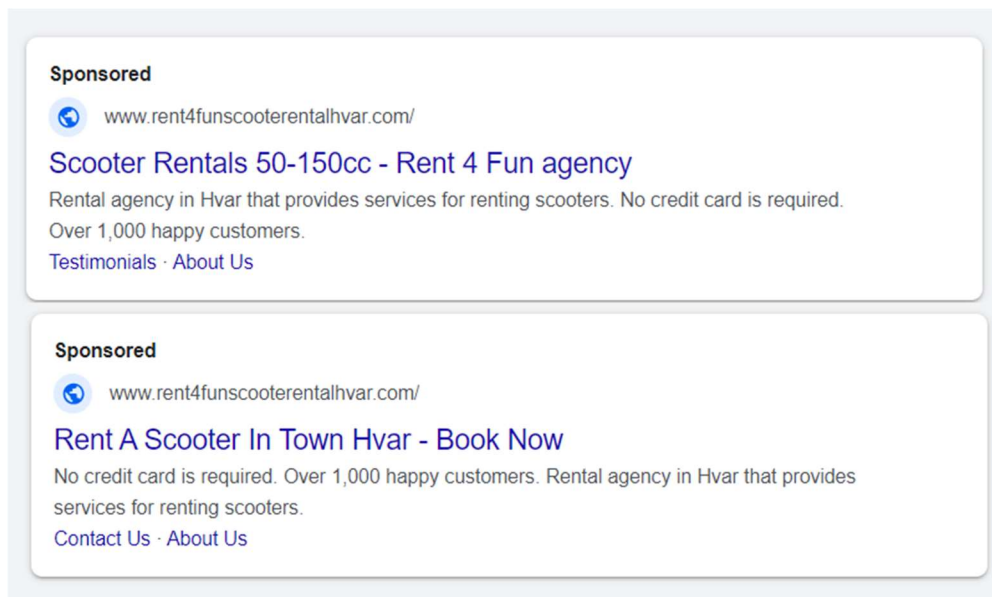 Sponsored
www.rent4funscooterentalhvar.com/
Scooter Rentals 50-150cc - Rent 4 Fun agency
Rental agency in Hvar that provides services for renting scooters. No credit card is required.
Over 1,000 happy customers.
Testimonials · About Us
Sponsored
www.rent4funscooterentalhvar.com/
Rent A Scooter In Town Hvar - Book Now
No credit card is required. Over 1,000 happy customers. Rental agency in Hvar that provides
services for renting scooters.
Contact Us · About Us